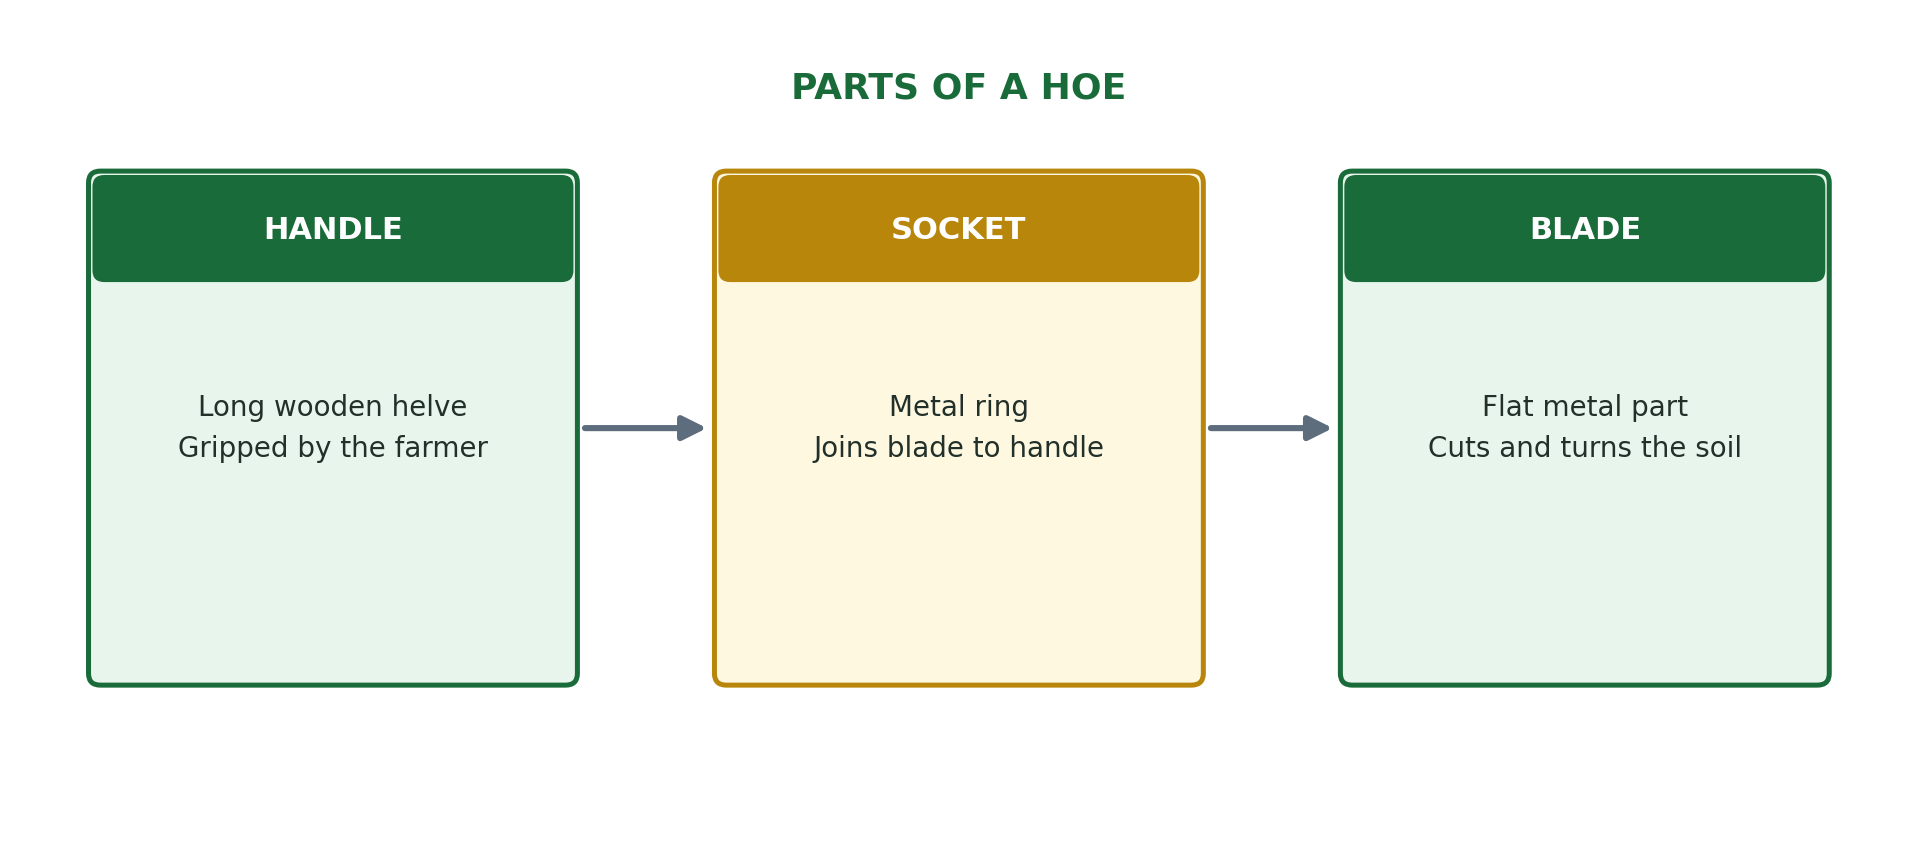 PARTS OF A HOE
HANDLE
Long wooden helve
Gripped by the farmer
SOCKET
Metal ring
Joins blade to handle
BLADE
Flat metal part
Cuts and turns the soil